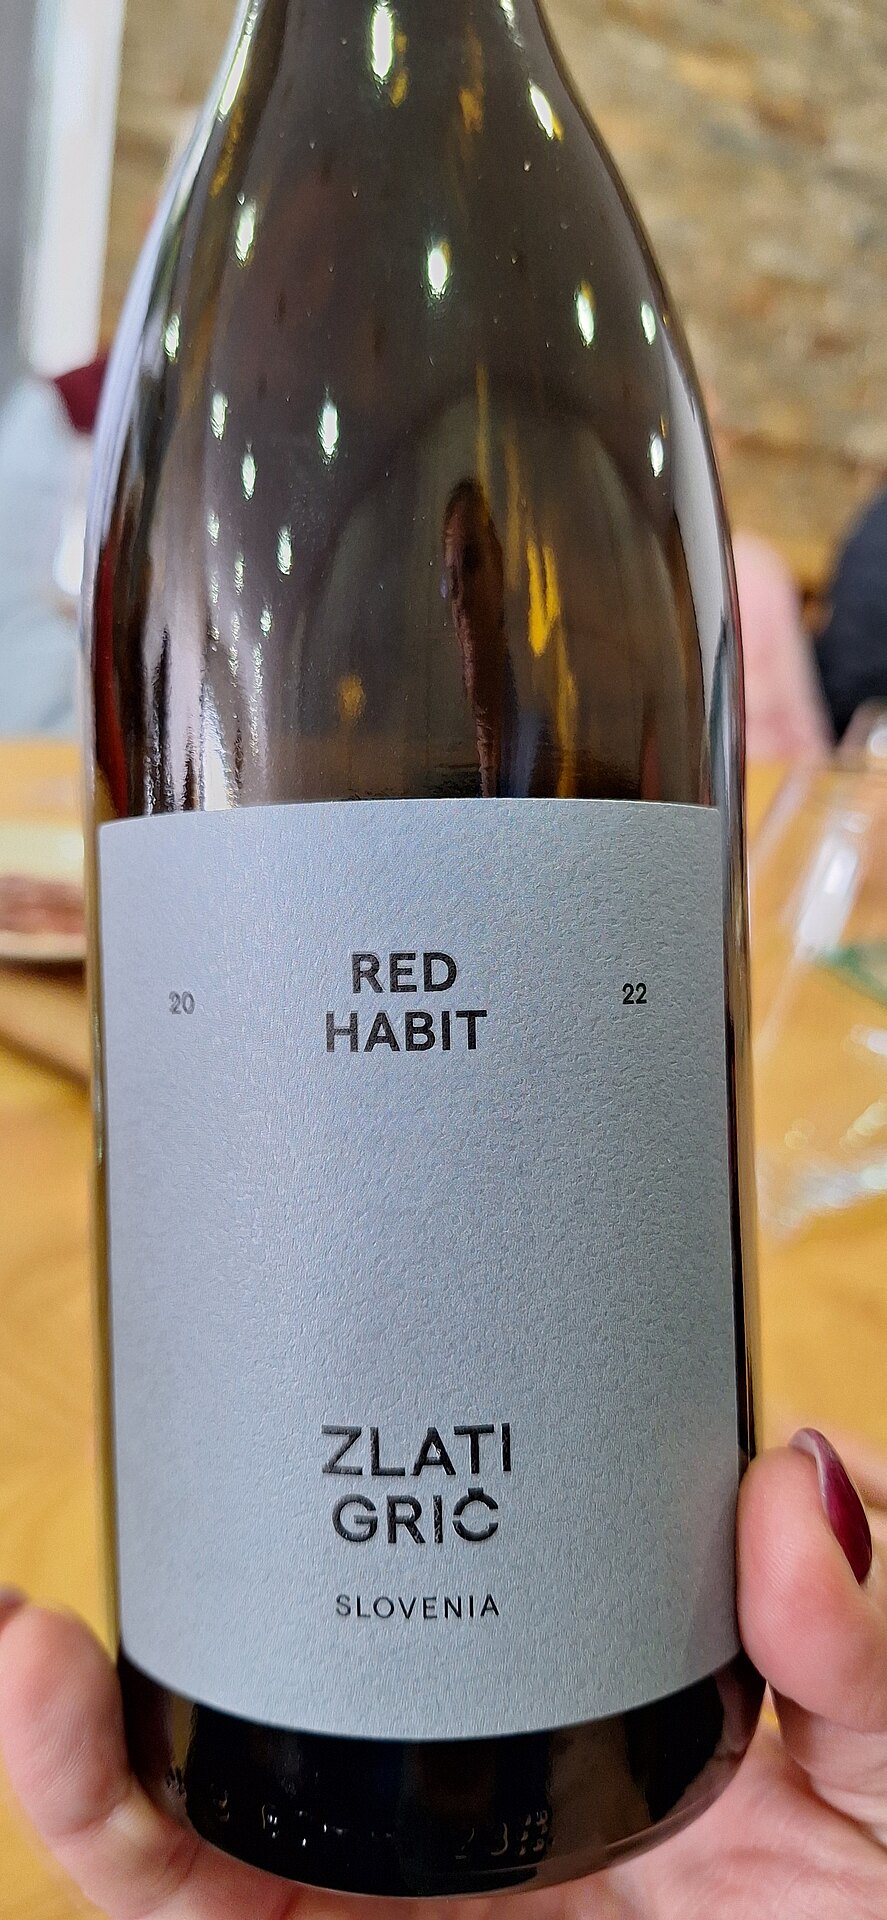 RED
20 HABIT 22
ZLATI
GRIČ
SLOVENIA